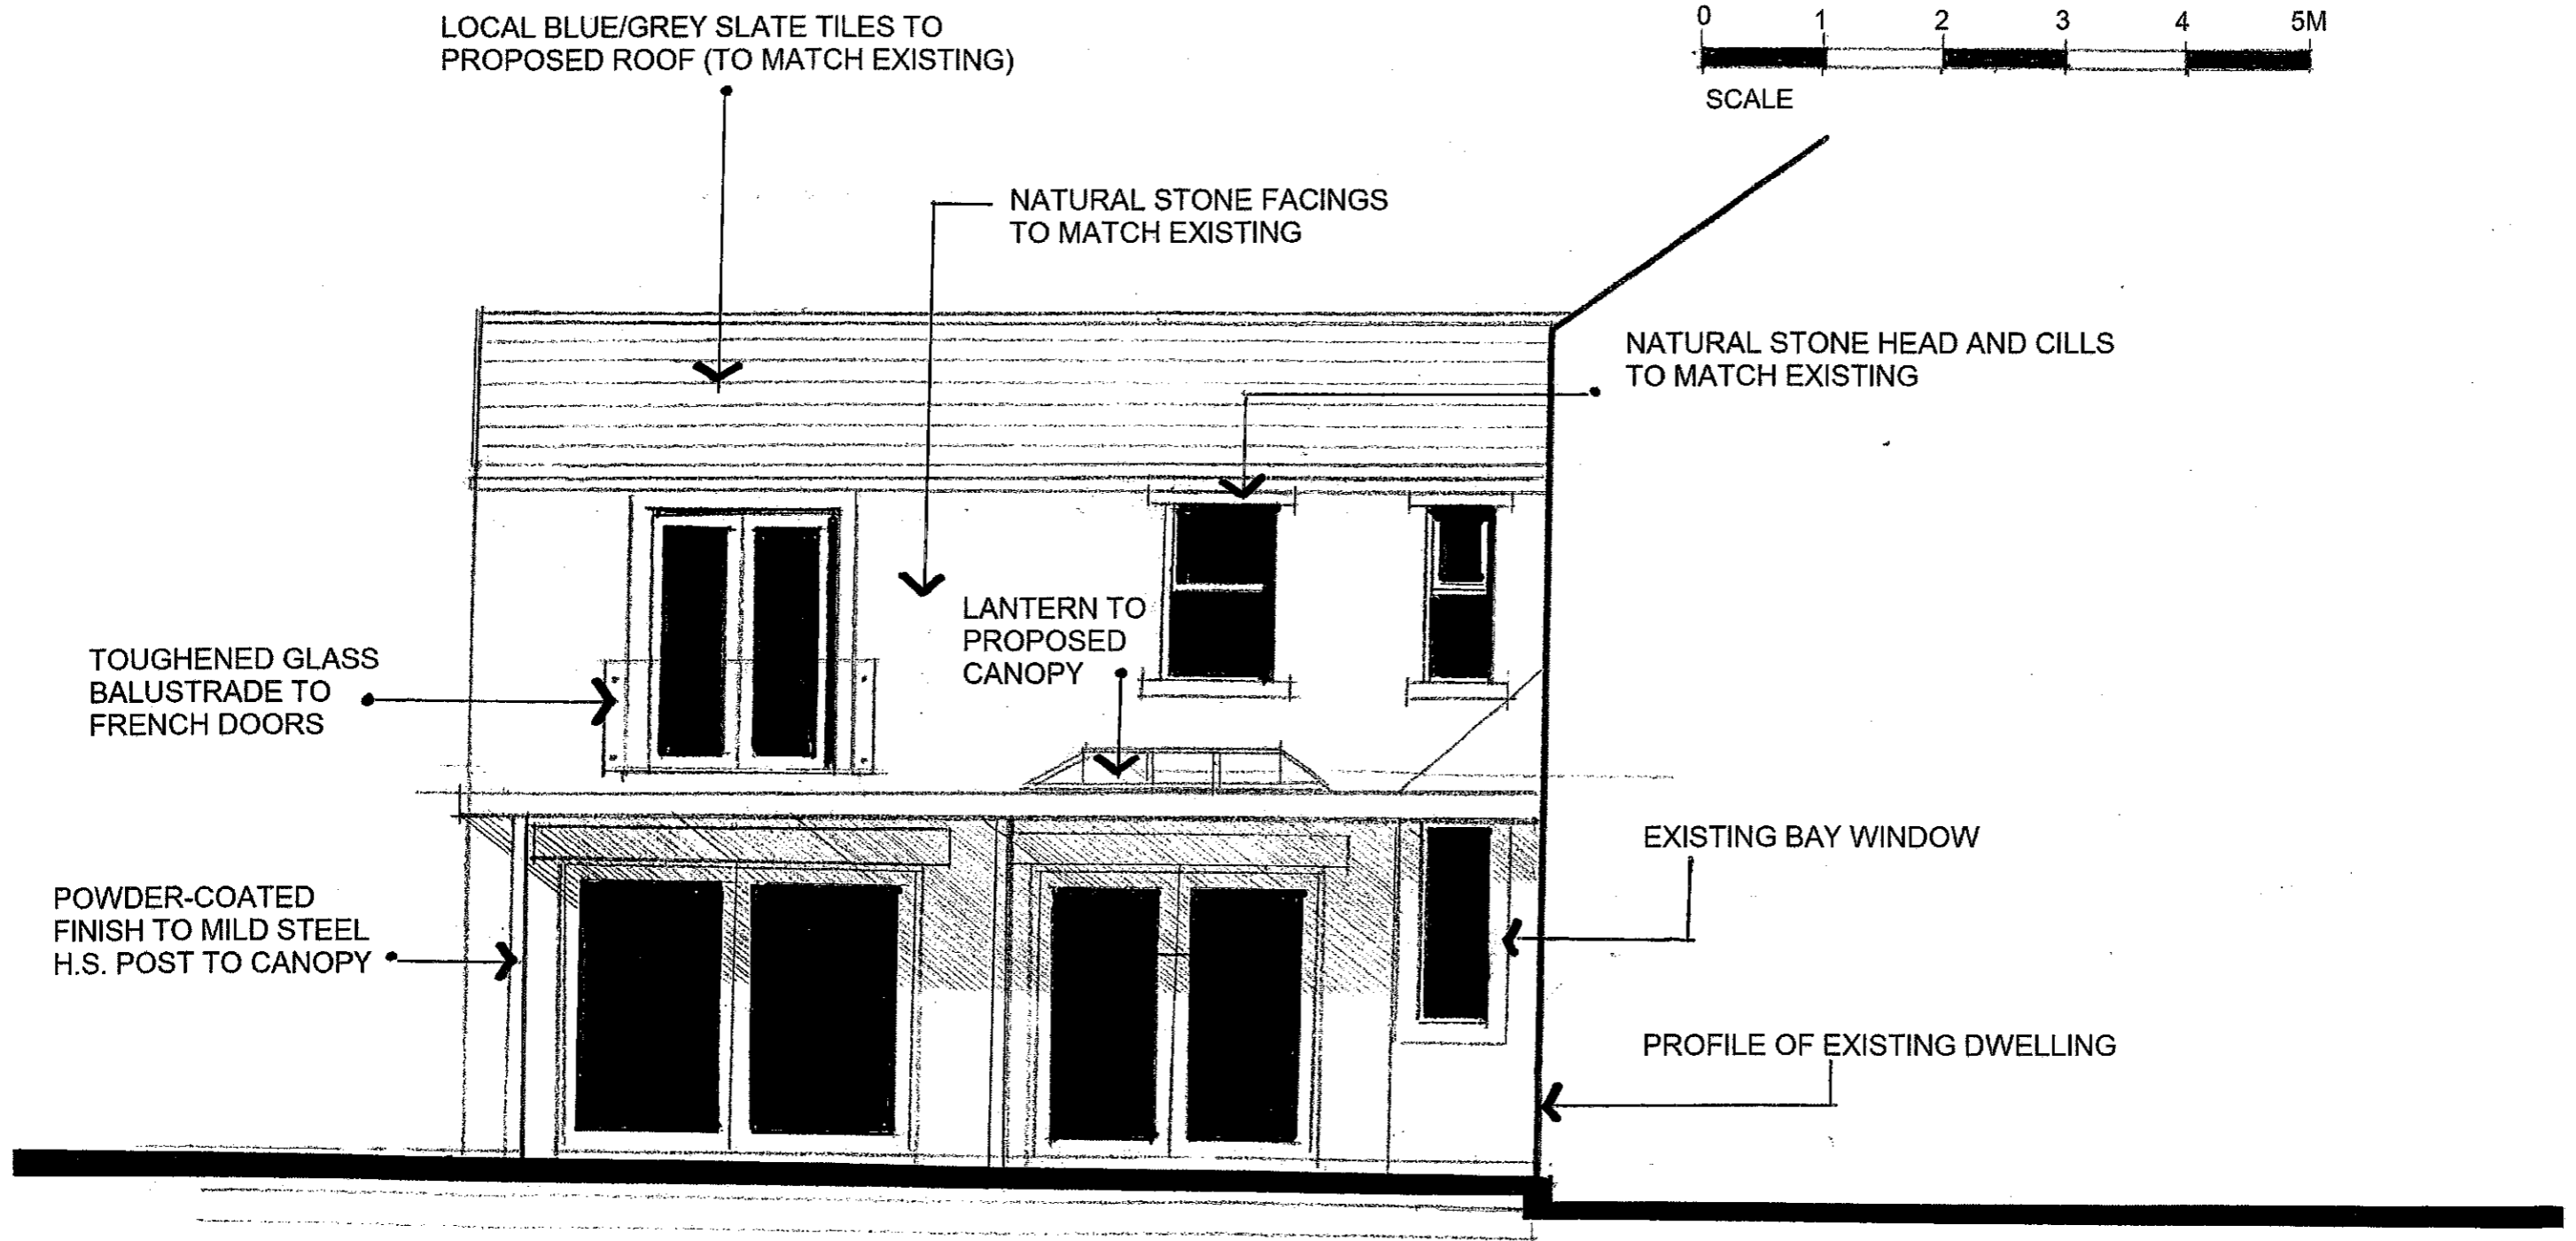 LOCAL BLUE/GREY SLATE TILES TO
PROPOSED ROOF (TO MATCH EXISTING)
0 1 2 3 4 5M
SCALE
NATURAL STONE FACINGS
TO MATCH EXISTING
NATURAL STONE HEAD AND CILLS
TO MATCH EXISTING
LANTERN TO
PROPOSED
CANOPY
TOUGHENED GLASS
BALUSTRADE TO
FRENCH DOORS
EXISTING BAY WINDOW
POWDER-COATED
FINISH TO MILD STEEL
H.S. POST TO CANOPY
PROFILE OF EXISTING DWELLING